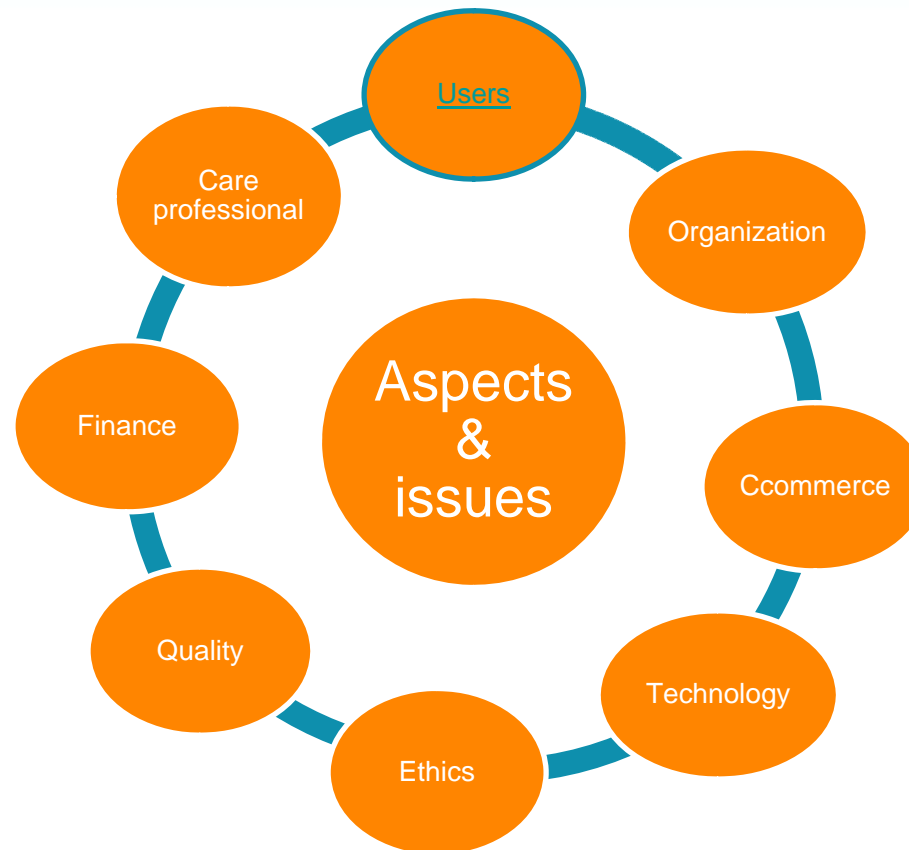 Users
Care
professional
Organization
Aspects
&
issues
Finance
Ccommerce
Quality
Technology
Ethics